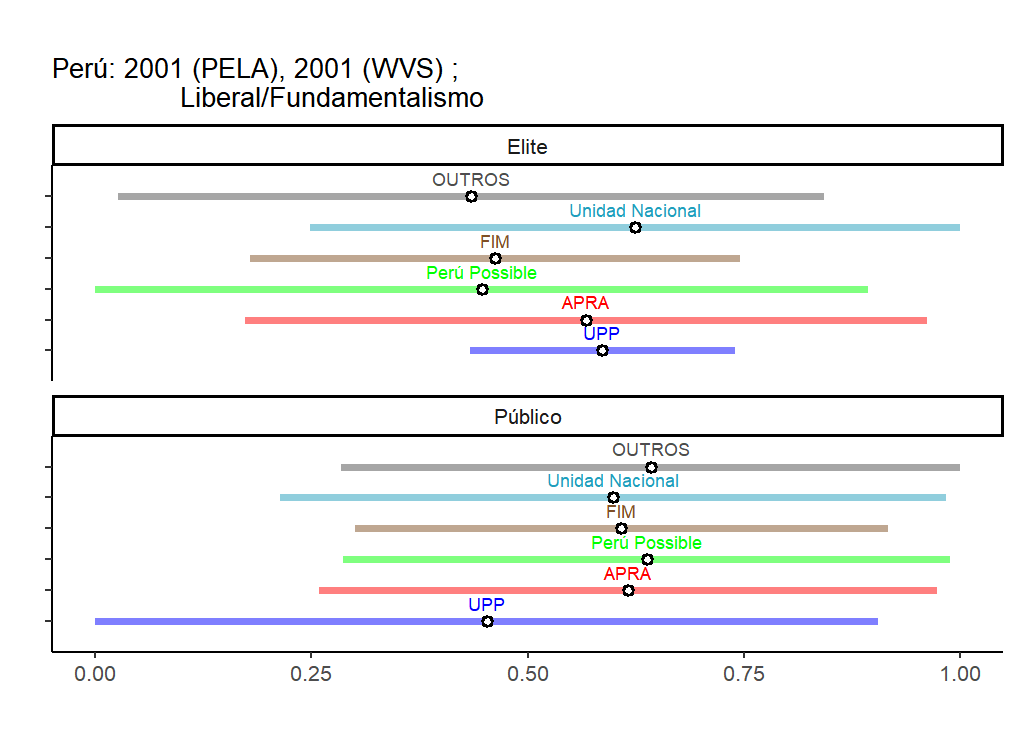 Perú: 2001 (PELA), 2001 (WVS) ;
Liberal/Fundamentalismo
Elite
OUTROS
Unidad Nacional
FIM
Perú Possible
APRA
UPP
Público
OUTROS
Unidad Nacional
FIM
Perú Possible
APRA
UPP
0.00 0.25 0.50 0.75 1.00